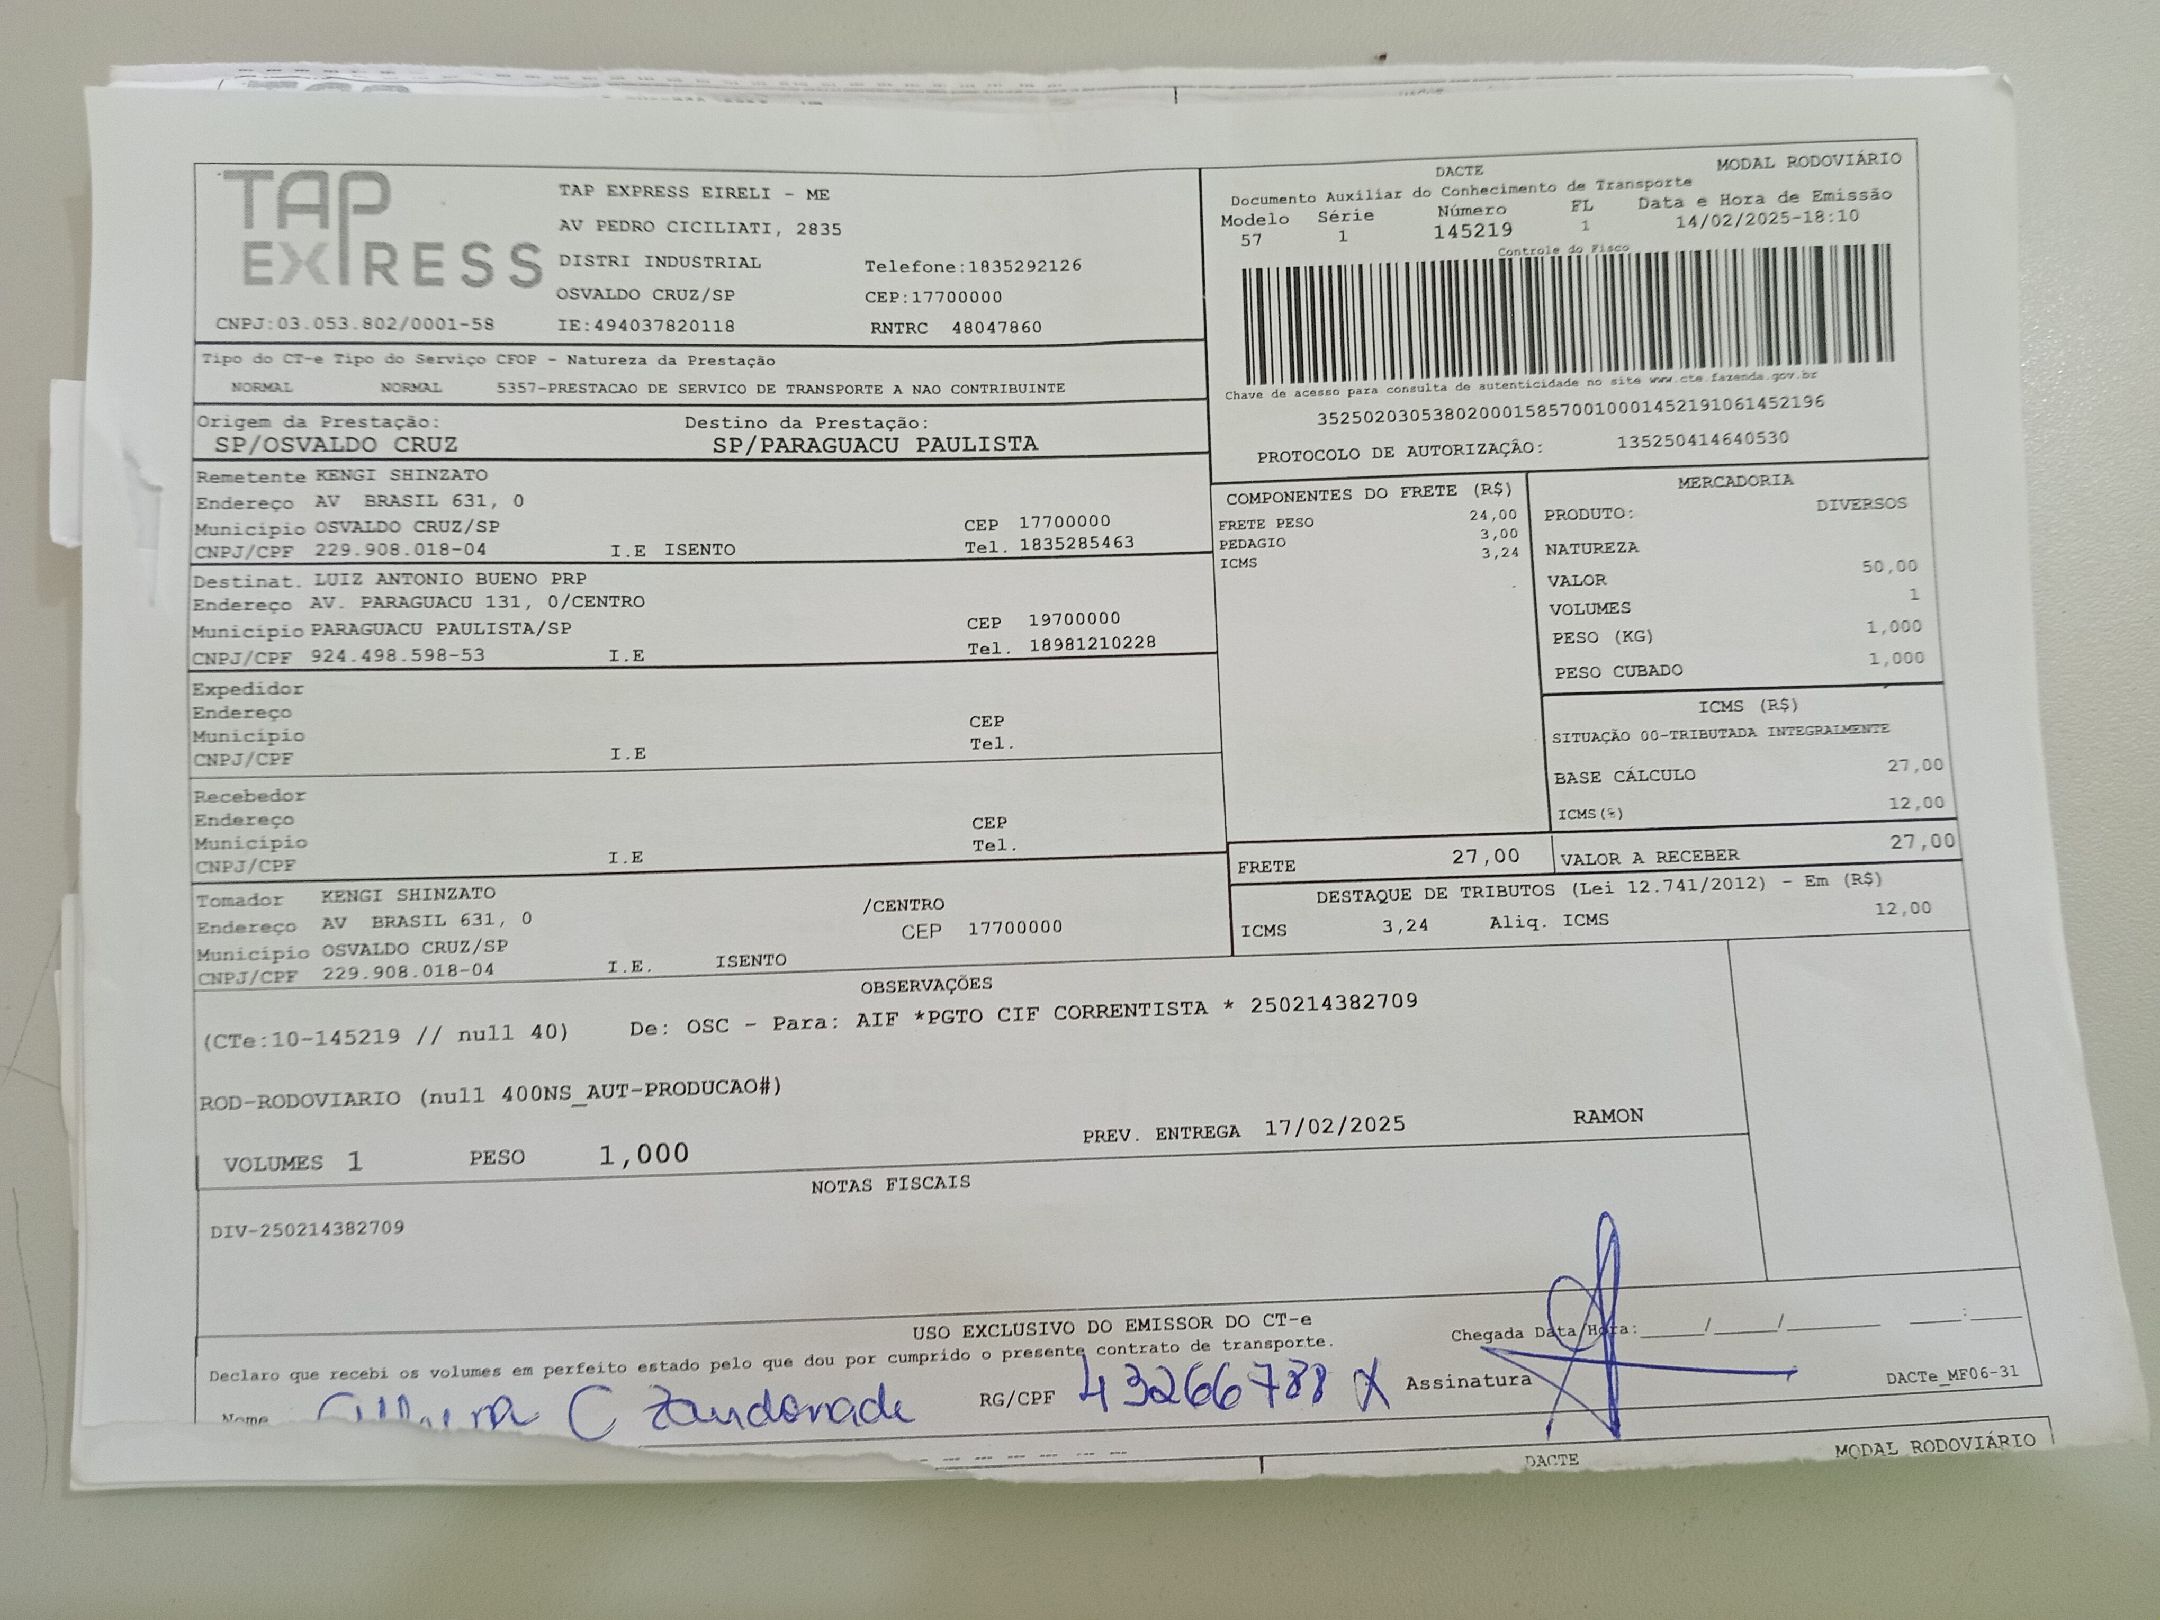 TAP EXPRESS
TAP EXPRESS EIRELI - ME
AV PEDRO CICILIATI, 2835
DISTRI INDUSTRIAL Telefone:1835292126
OSVALDO CRUZ/SP CEP:17700000
CNPJ:03.053.802/0001-58 IE:494037820118 RNTRC 48047860
DACTE MODAL RODOVIÁRIO
Documento Auxiliar do Conhecimento de Transporte
Modelo Série Número FL Data e Hora de Emissão
57 1 145219 1 14/02/2025-18:10
Controle do Fisco
Chave de acesso para consulta de autenticidade no site www.cte.fazenda.gov.br
35250203053802000158570010001452191061452196
PROTOCOLO DE AUTORIZAÇÃO: 135250414640530
Tipo do CT-e Tipo do Serviço CFOP - Natureza da Prestação
NORMAL NORMAL 5357-PRESTACAO DE SERVICO DE TRANSPORTE A NAO CONTRIBUINTE
Origem da Prestação: Destino da Prestação:
SP/OSVALDO CRUZ SP/PARAGUACU PAULISTA
Remetente KENGI SHINZATO
Endereço AV BRASIL 631, 0
Municipio OSVALDO CRUZ/SP CEP 17700000
CNPJ/CPF 229.908.018-04 I.E ISENTO Tel. 1835285463
Destinat. LUIZ ANTONIO BUENO PRP
Endereço AV. PARAGUACU 131, 0/CENTRO
Municipio PARAGUACU PAULISTA/SP CEP 19700000
CNPJ/CPF 924.498.598-53 I.E Tel. 18981210228
Expedidor
Endereço CEP
Municipio Tel.
CNPJ/CPF I.E
Recebedor
Endereço CEP
Municipio Tel.
CNPJ/CPF I.E
Tomador KENGI SHINZATO /CENTRO
Endereço AV BRASIL 631, 0 CEP 17700000
Municipio OSVALDO CRUZ/SP
CNPJ/CPF 229.908.018-04 I.E. ISENTO
COMPONENTES DO FRETE (R$)
FRETE PESO 24,00
PEDAGIO 3,00
ICMS 3,24
MERCADORIA
PRODUTO: DIVERSOS
NATUREZA
VALOR 50,00
VOLUMES 1
PESO (KG) 1,000
PESO CUBADO 1,000
ICMS (R$)
SITUAÇÃO 00-TRIBUTADA INTEGRALMENTE
BASE CÁLCULO 27,00
ICMS(%) 12,00
FRETE 27,00 VALOR A RECEBER 27,00
DESTAQUE DE TRIBUTOS (Lei 12.741/2012) - Em (R$)
ICMS 3,24 Aliq. ICMS 12,00
OBSERVAÇÕES
(CTe:10-145219 // null 40) De: OSC - Para: AIF *PGTO CIF CORRENTISTA * 250214382709
ROD-RODOVIARIO (null 400NS_AUT-PRODUCAO#)
VOLUMES 1 PESO 1,000 PREV. ENTREGA 17/02/2025 RAMON
NOTAS FISCAIS
DIV-250214382709
USO EXCLUSIVO DO EMISSOR DO CT-e
Declaro que recebi os volumes em perfeito estado pelo que dou por cumprido o presente contrato de transporte.
Chegada Data/Hora:_____/_____/________ ____:____
Nome C Zandonade RG/CPF 43266788 X Assinatura DACTe_MF06-31
DACTE MODAL RODOVIÁRIO